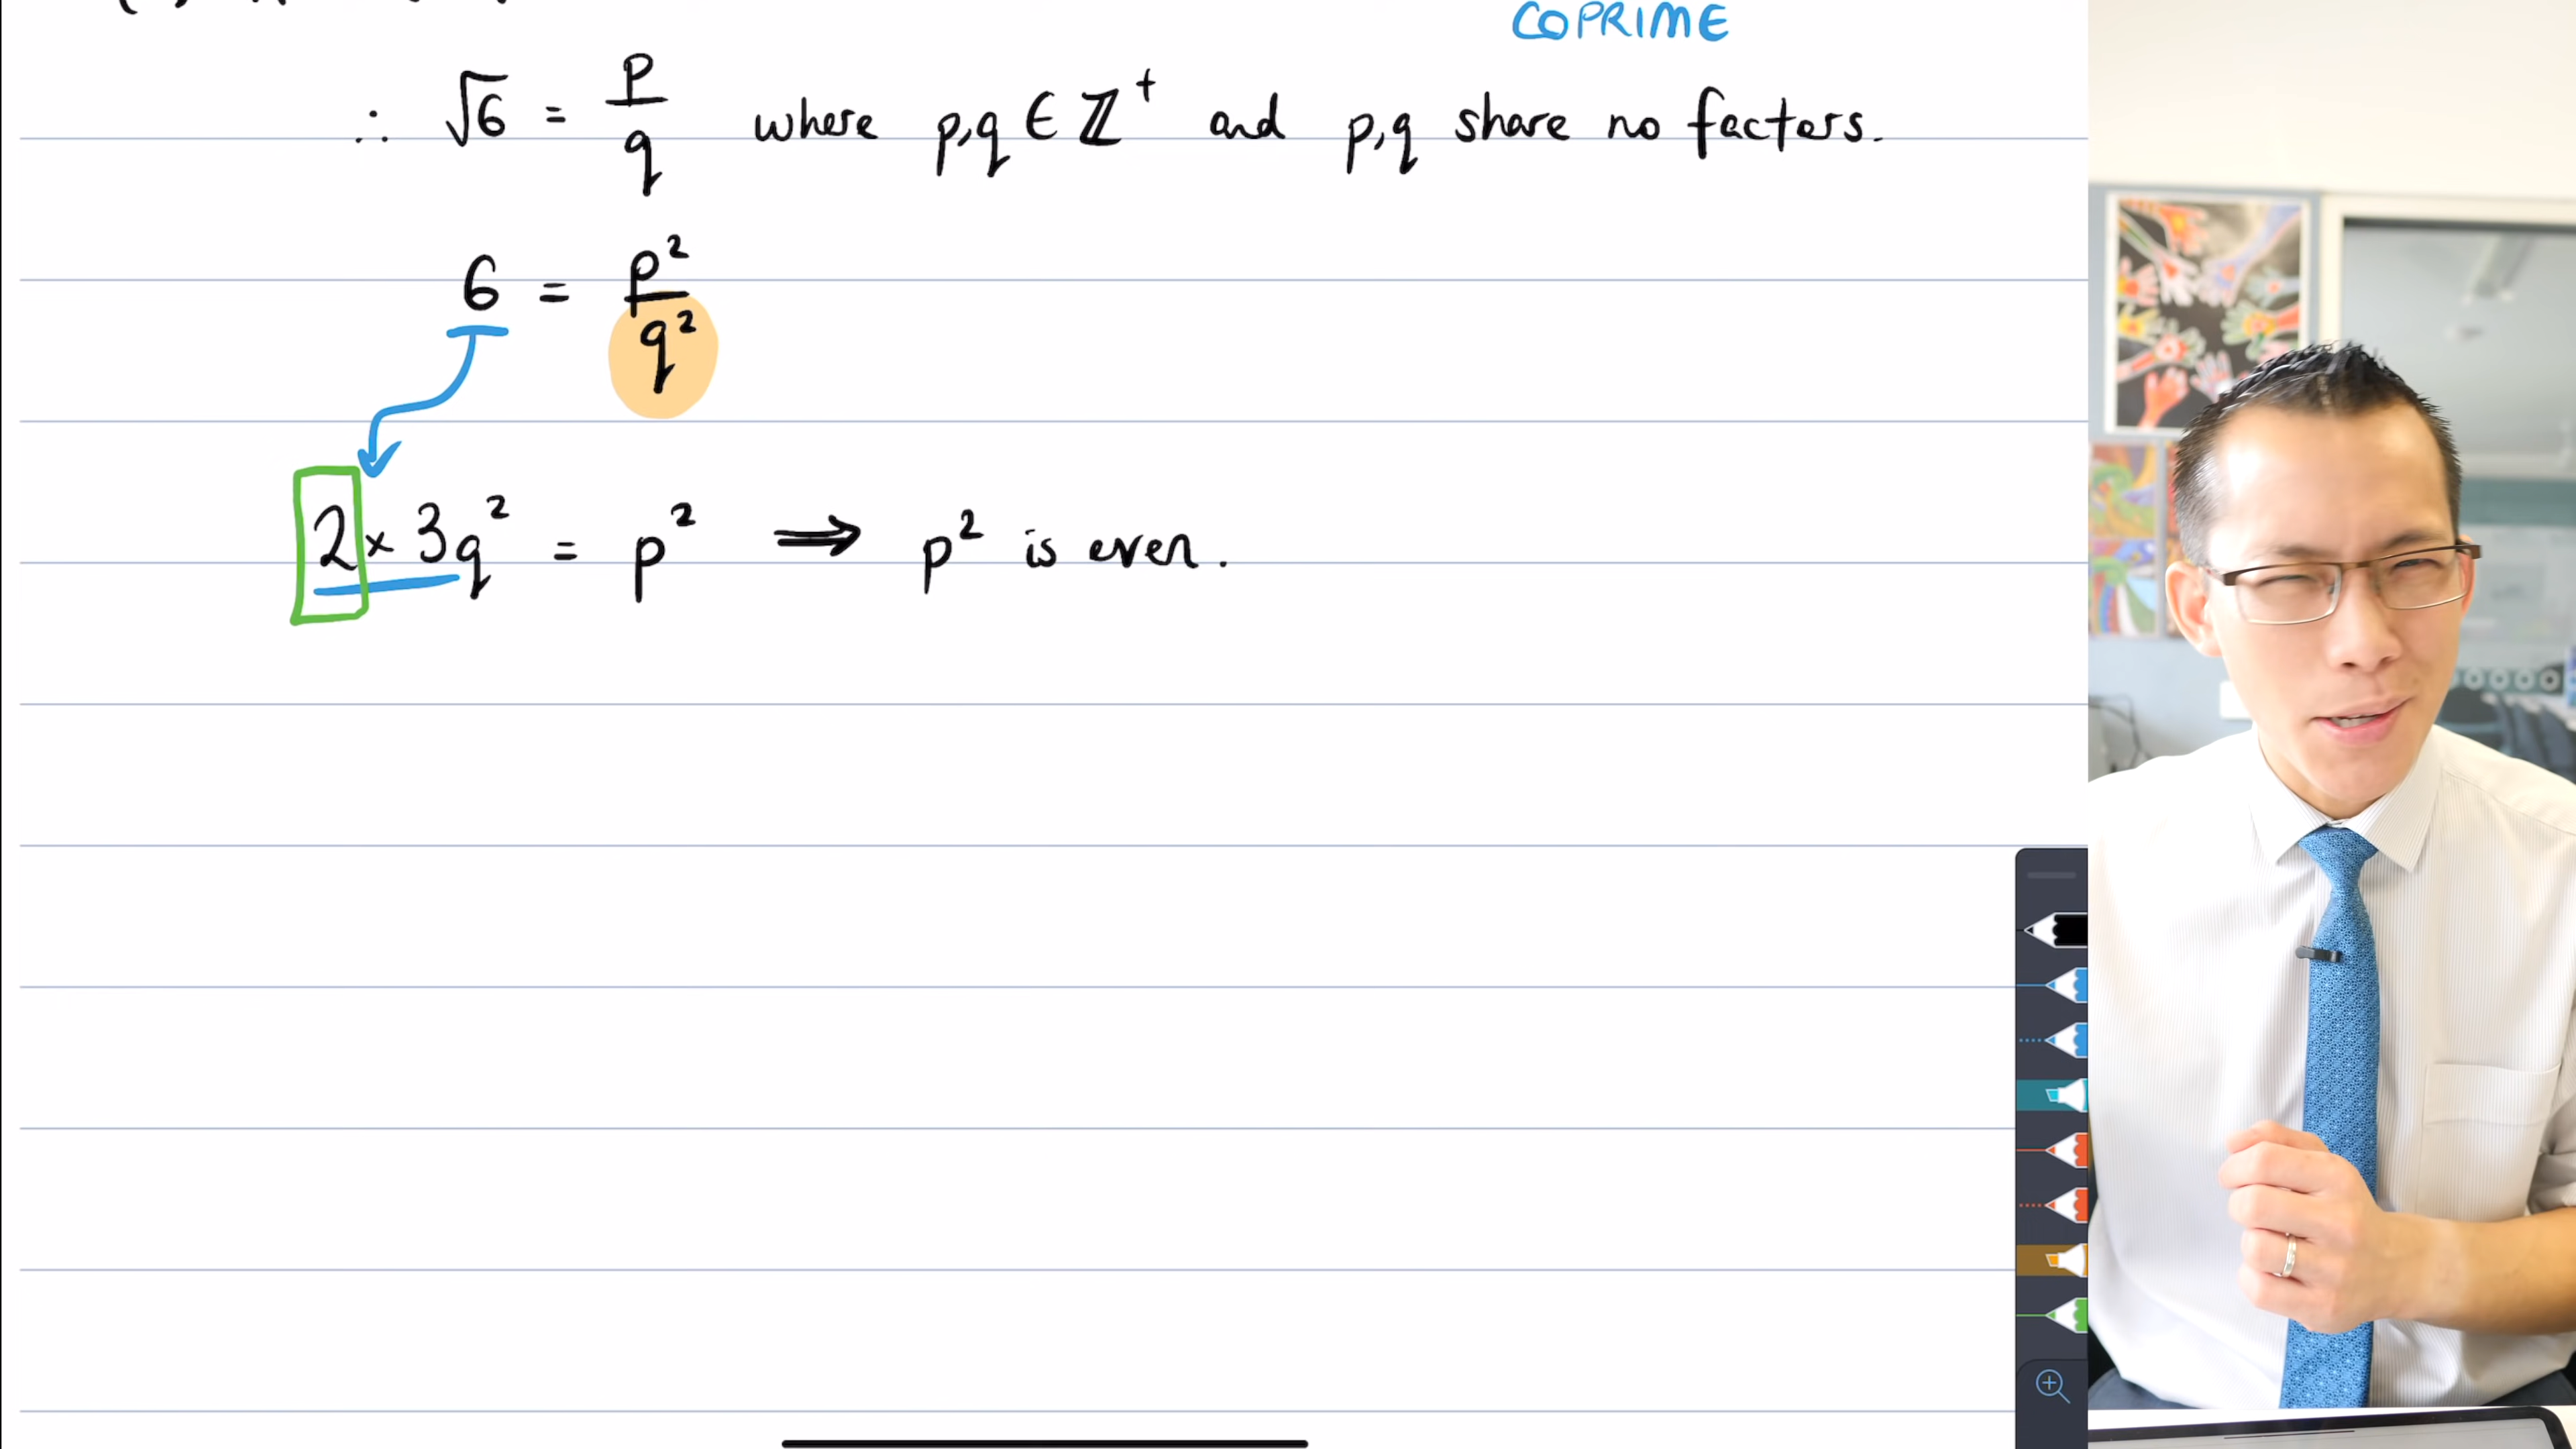 COPRIME
∴ √6 = p/q where p,q ∈ ℤ⁺ and p,q share no factors.
6 = p²/q²
2 × 3q² = p² ⟹ p² is even.